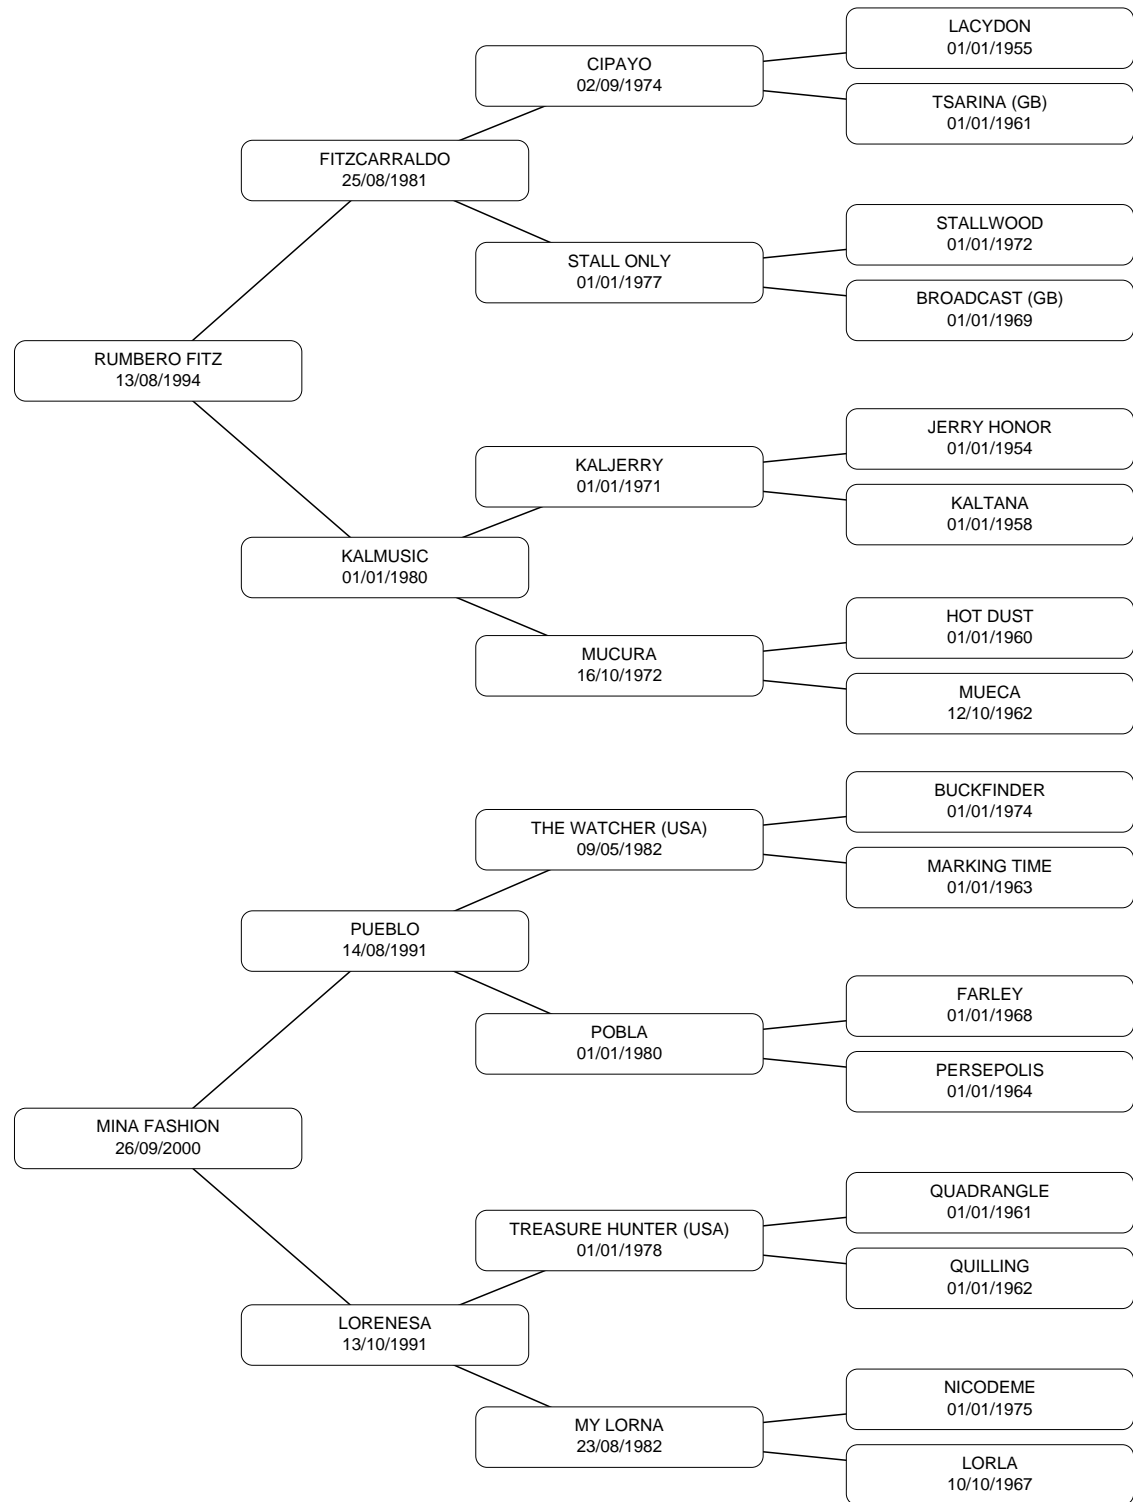 LACYDON
01/01/1955
CIPAYO
02/09/1974
TSARINA (GB)
01/01/1961
FITZCARRALDO
25/08/1981
STALLWOOD
01/01/1972
STALL ONLY
01/01/1977
BROADCAST (GB)
01/01/1969
RUMBERO FITZ
13/08/1994
JERRY HONOR
01/01/1954
KALJERRY
01/01/1971
KALTANA
01/01/1958
KALMUSIC
01/01/1980
HOT DUST
01/01/1960
MUCURA
16/10/1972
MUECA
12/10/1962
BUCKFINDER
01/01/1974
THE WATCHER (USA)
09/05/1982
MARKING TIME
01/01/1963
PUEBLO
14/08/1991
FARLEY
01/01/1968
POBLA
01/01/1980
PERSEPOLIS
01/01/1964
MINA FASHION
26/09/2000
QUADRANGLE
01/01/1961
TREASURE HUNTER (USA)
01/01/1978
QUILLING
01/01/1962
LORENESA
13/10/1991
NICODEME
01/01/1975
MY LORNA
23/08/1982
LORLA
10/10/1967